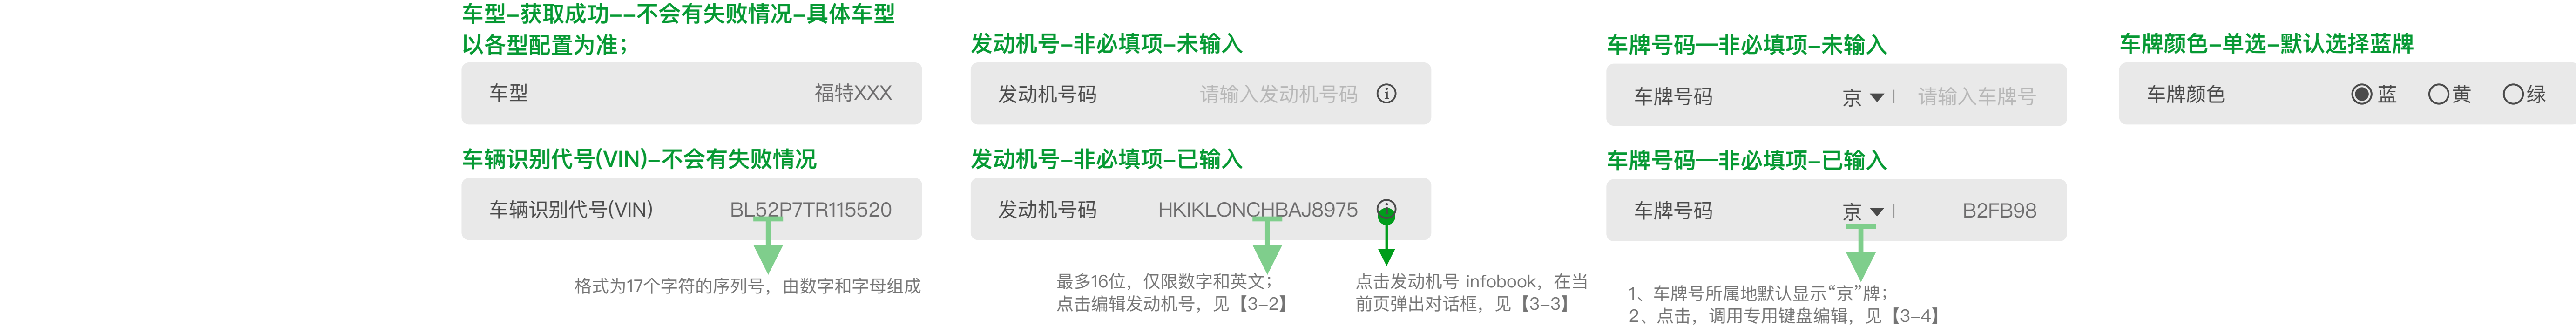 车型-获取成功--不会有失败情况-具体车型
以各型配置为准；
车型 福特XXX
车辆识别代号(VIN)-不会有失败情况
车辆识别代号(VIN) BL52P7TR115520
格式为17个字符的序列号，由数字和字母组成
发动机号-非必填项-未输入
发动机号码 请输入发动机号码
发动机号-非必填项-已输入
发动机号码 HKIKLONCHBAJ8975
最多16位，仅限数字和英文；
点击编辑发动机号，见【3-2】
点击发动机号 infobook，在当
前页弹出对话框，见【3-3】
车牌号码—非必填项-未输入
车牌号码 京 请输入车牌号
车牌号码—非必填项-已输入
车牌号码 京 B2FB98
1、车牌号所属地默认显示“京”牌；
2、点击，调用专用键盘编辑，见【3-4】
车牌颜色-单选-默认选择蓝牌
车牌颜色 蓝 黄 绿